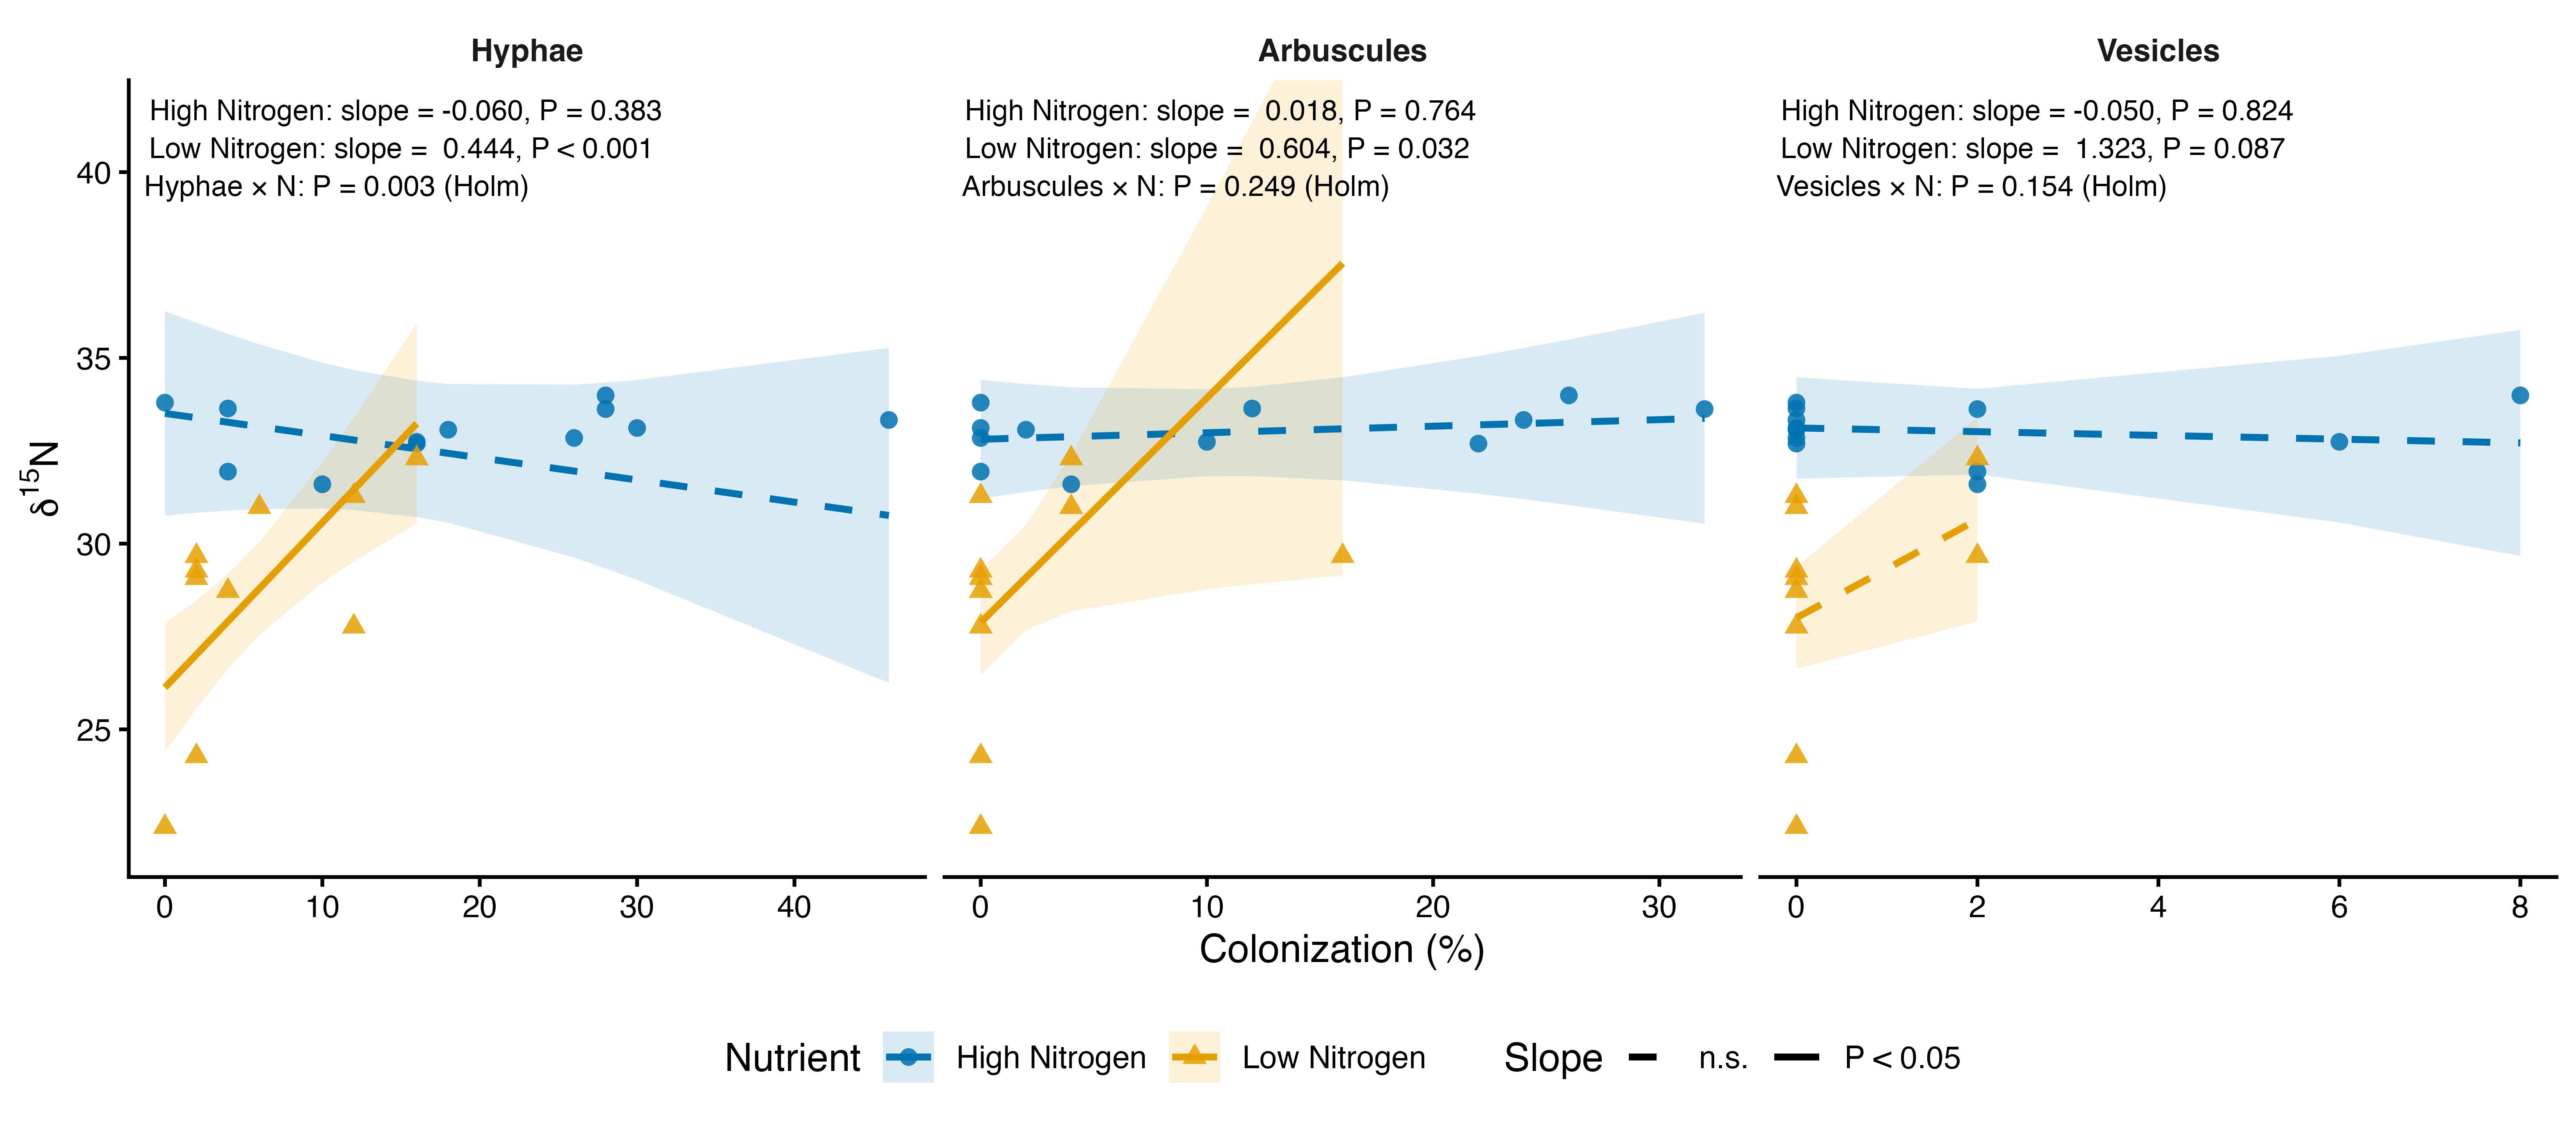 Hyphae
High Nitrogen: slope = -0.060, P = 0.383
Low Nitrogen: slope =  0.444, P < 0.001
Hyphae × N: P = 0.003 (Holm)
Arbuscules
High Nitrogen: slope =  0.018, P = 0.764
Low Nitrogen: slope =  0.604, P = 0.032
Arbuscules × N: P = 0.249 (Holm)
Vesicles
High Nitrogen: slope = -0.050, P = 0.824
Low Nitrogen: slope =  1.323, P = 0.087
Vesicles × N: P = 0.154 (Holm)
δ¹⁵N
40
35
30
25
0 10 20 30 40
0 10 20 30
0 2 4 6 8
Colonization (%)
Nutrient High Nitrogen Low Nitrogen Slope n.s. P < 0.05